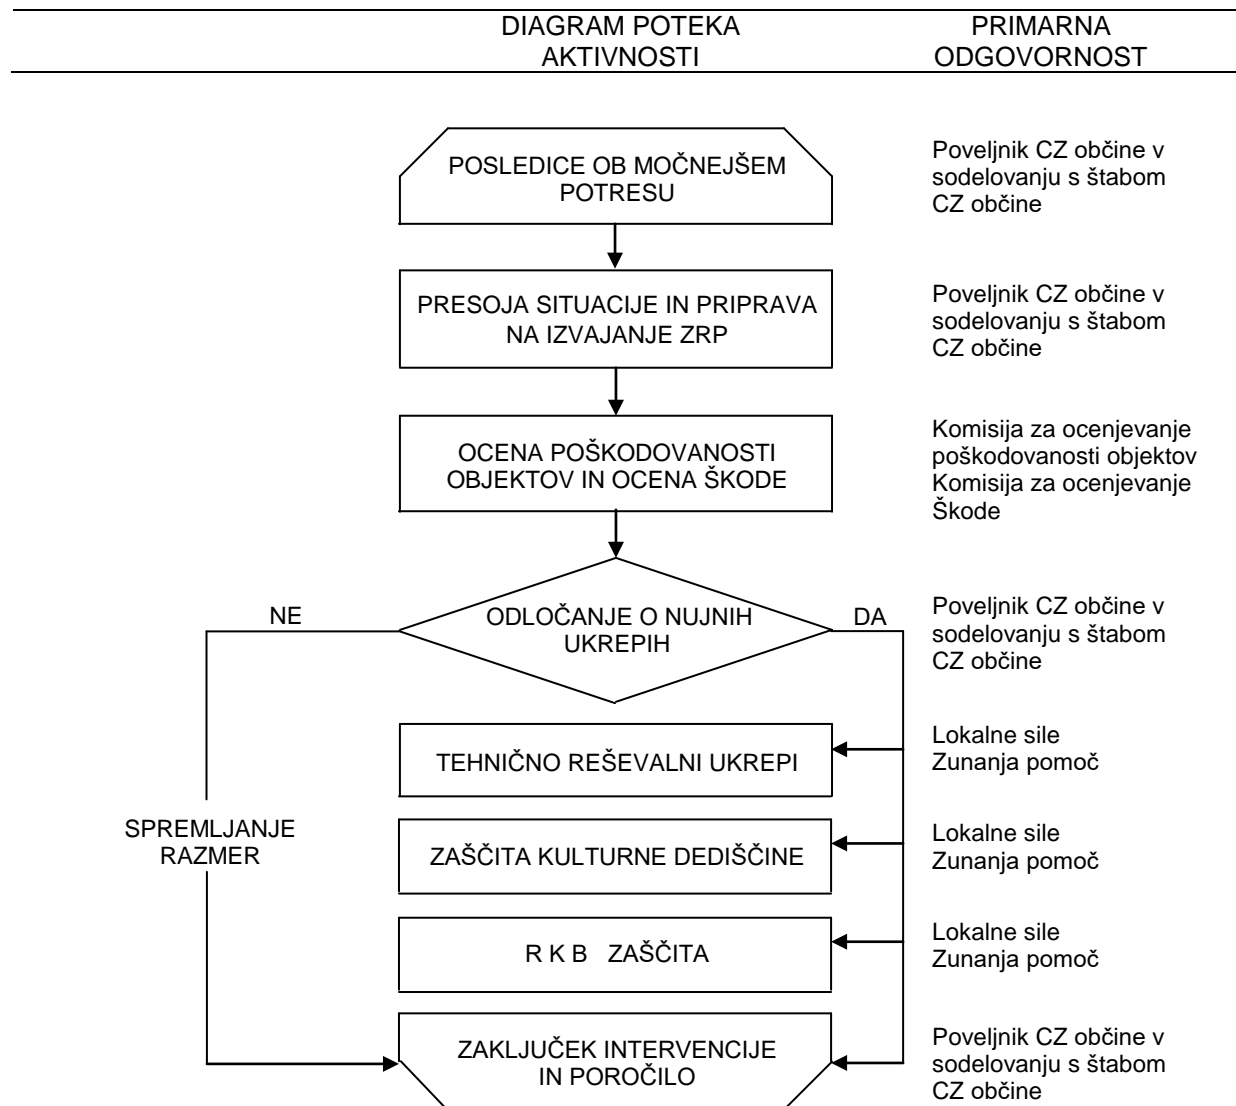 DIAGRAM POTEKA
AKTIVNOSTI
PRIMARNA
ODGOVORNOST
POSLEDICE OB MOČNEJŠEM
POTRESU
Poveljnik CZ občine v
sodelovanju s štabom
CZ občine
PRESOJA SITUACIJE IN PRIPRAVA
NA IZVAJANJE ZRP
Poveljnik CZ občine v
sodelovanju s štabom
CZ občine
OCENA POŠKODOVANOSTI
OBJEKTOV IN OCENA ŠKODE
Komisija za ocenjevanje
poškodovanosti objektov
Komisija za ocenjevanje
Škode
NE
ODLOČANJE O NUJNIH
UKREPIH
DA
Poveljnik CZ občine v
sodelovanju s štabom
CZ občine
TEHNIČNO REŠEVALNI UKREPI
Lokalne sile
Zunanja pomoč
SPREMLJANJE
RAZMER
ZAŠČITA KULTURNE DEDIŠČINE
Lokalne sile
Zunanja pomoč
R K B ZAŠČITA
Lokalne sile
Zunanja pomoč
ZAKLJUČEK INTERVENCIJE
IN POROČILO
Poveljnik CZ občine v
sodelovanju s štabom
CZ občine